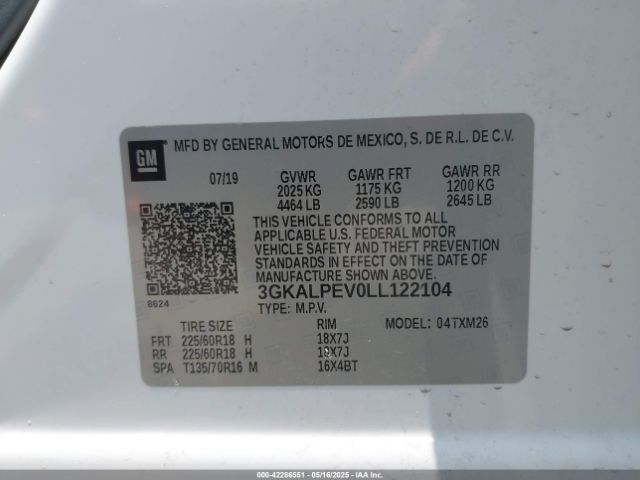 GM
MFD BY GENERAL MOTORS DE MEXICO, S. DE R.L. DE C.V.
07/19 GVWR GAWR FRT GAWR RR
2025 KG 1175 KG 1200 KG
4464 LB 2590 LB 2645 LB
THIS VEHICLE CONFORMS TO ALL
APPLICABLE U.S. FEDERAL MOTOR
VEHICLE SAFETY AND THEFT PREVENTION
STANDARDS IN EFFECT ON THE DATE OF
MANUFACTURE SHOWN ABOVE.
8624
3GKALPEV0LL122104
TYPE: M.P.V.
TIRE SIZE RIM MODEL: 04TXM26
FRT 225/60R18 H 18X7J
RR 225/60R18 H 18X7J
SPA T135/70R16 M 16X4BT
000-42286551 - 05/16/2025 - IAAI.COM